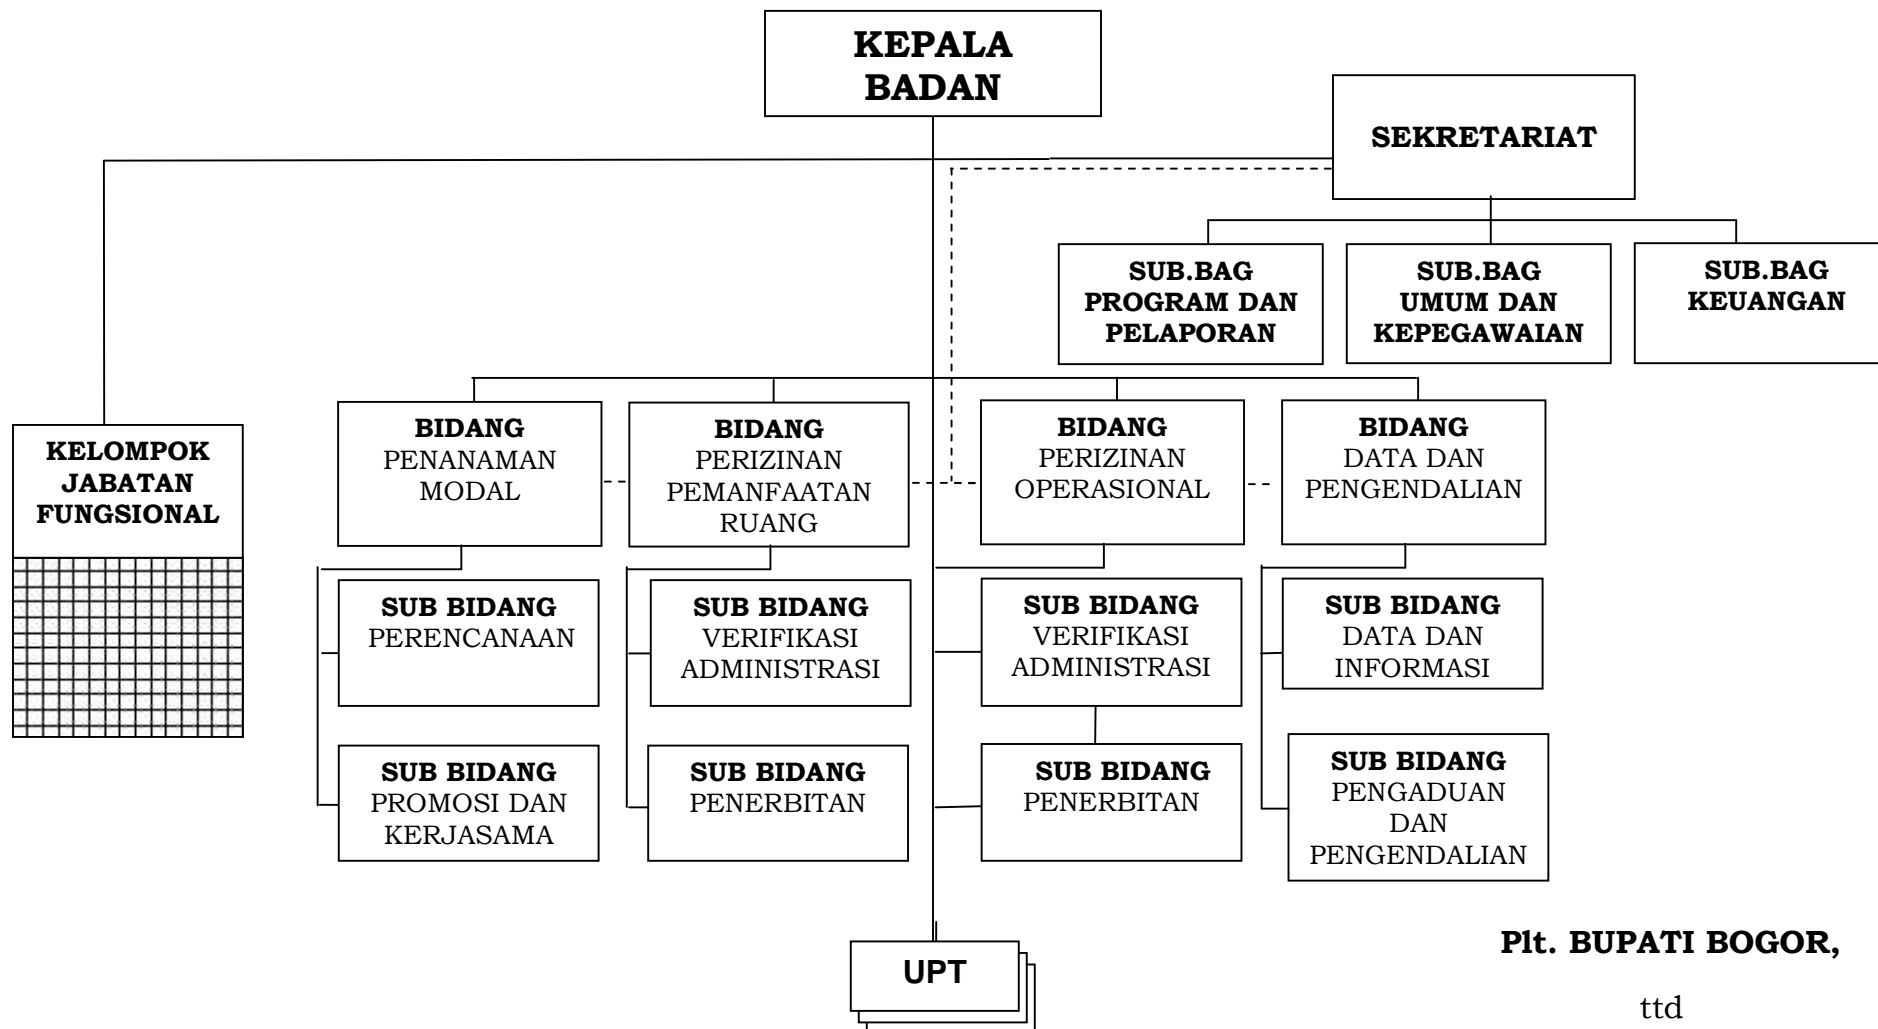 KEPALA
BADAN
SEKRETARIAT
SUB.BAG
PROGRAM DAN
PELAPORAN
SUB.BAG
UMUM DAN
KEPEGAWAIAN
SUB.BAG
KEUANGAN
KELOMPOK
JABATAN
FUNGSIONAL
BIDANG
PENANAMAN
MODAL
BIDANG
PERIZINAN
PEMANFAATAN
RUANG
BIDANG
PERIZINAN
OPERASIONAL
BIDANG
DATA DAN
PENGENDALIAN
SUB BIDANG
PERENCANAAN
SUB BIDANG
VERIFIKASI
ADMINISTRASI
SUB BIDANG
VERIFIKASI
ADMINISTRASI
SUB BIDANG
DATA DAN
INFORMASI
SUB BIDANG
PROMOSI DAN
KERJASAMA
SUB BIDANG
PENERBITAN
SUB BIDANG
PENERBITAN
SUB BIDANG
PENGADUAN
DAN
PENGENDALIAN
UPT
Plt. BUPATI BOGOR,
ttd